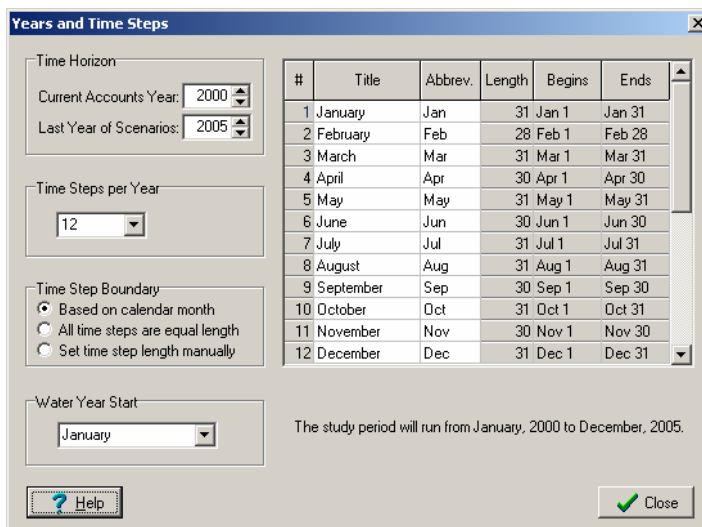 Years and Time Steps
Time Horizon
Current Accounts Year: 2000
Last Year of Scenarios: 2005
Time Steps per Year
12
Time Step Boundary
Based on calendar month
All time steps are equal length
Set time step length manually
Water Year Start
January
# Title Abbrev. Length Begins Ends
1 January Jan 31 Jan 1 Jan 31
2 February Feb 28 Feb 1 Feb 28
3 March Mar 31 Mar 1 Mar 31
4 April Apr 30 Apr 1 Apr 30
5 May May 31 May 1 May 31
6 June Jun 30 Jun 1 Jun 30
7 July Jul 31 Jul 1 Jul 31
8 August Aug 31 Aug 1 Aug 31
9 September Sep 30 Sep 1 Sep 30
10 October Oct 31 Oct 1 Oct 31
11 November Nov 30 Nov 1 Nov 30
12 December Dec 31 Dec 1 Dec 31
The study period will run from January, 2000 to December, 2005.
? Help
Close